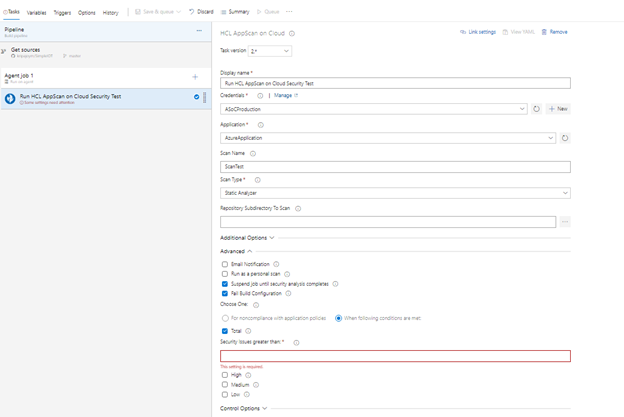 Tasks Variables Triggers Options History Save & queue Discard Summary Queue ...
Pipeline
Build pipeline
Get sources
master
Agent job 1
Run on agent
Run HCL AppScan on Cloud Security Test
Some settings need attention
HCL AppScan on Cloud
Link settings View YAML Remove
Task version 2.*
Display name *
Run HCL AppScan on Cloud Security Test
Credentials * | Manage
ASoCProduction
New
Application *
AzureApplication
Scan Name
ScanTest
Scan Type *
Static Analyzer
Repository Subdirectory To Scan
Additional Options
Advanced
Email Notification
Run as a personal scan
Suspend job until security analysis completes
Fail Build Configuration
Choose One:
For noncompliance with application policies When following conditions are met:
Total
Security Issues greater than: *
This setting is required.
High
Medium
Low
Control Options